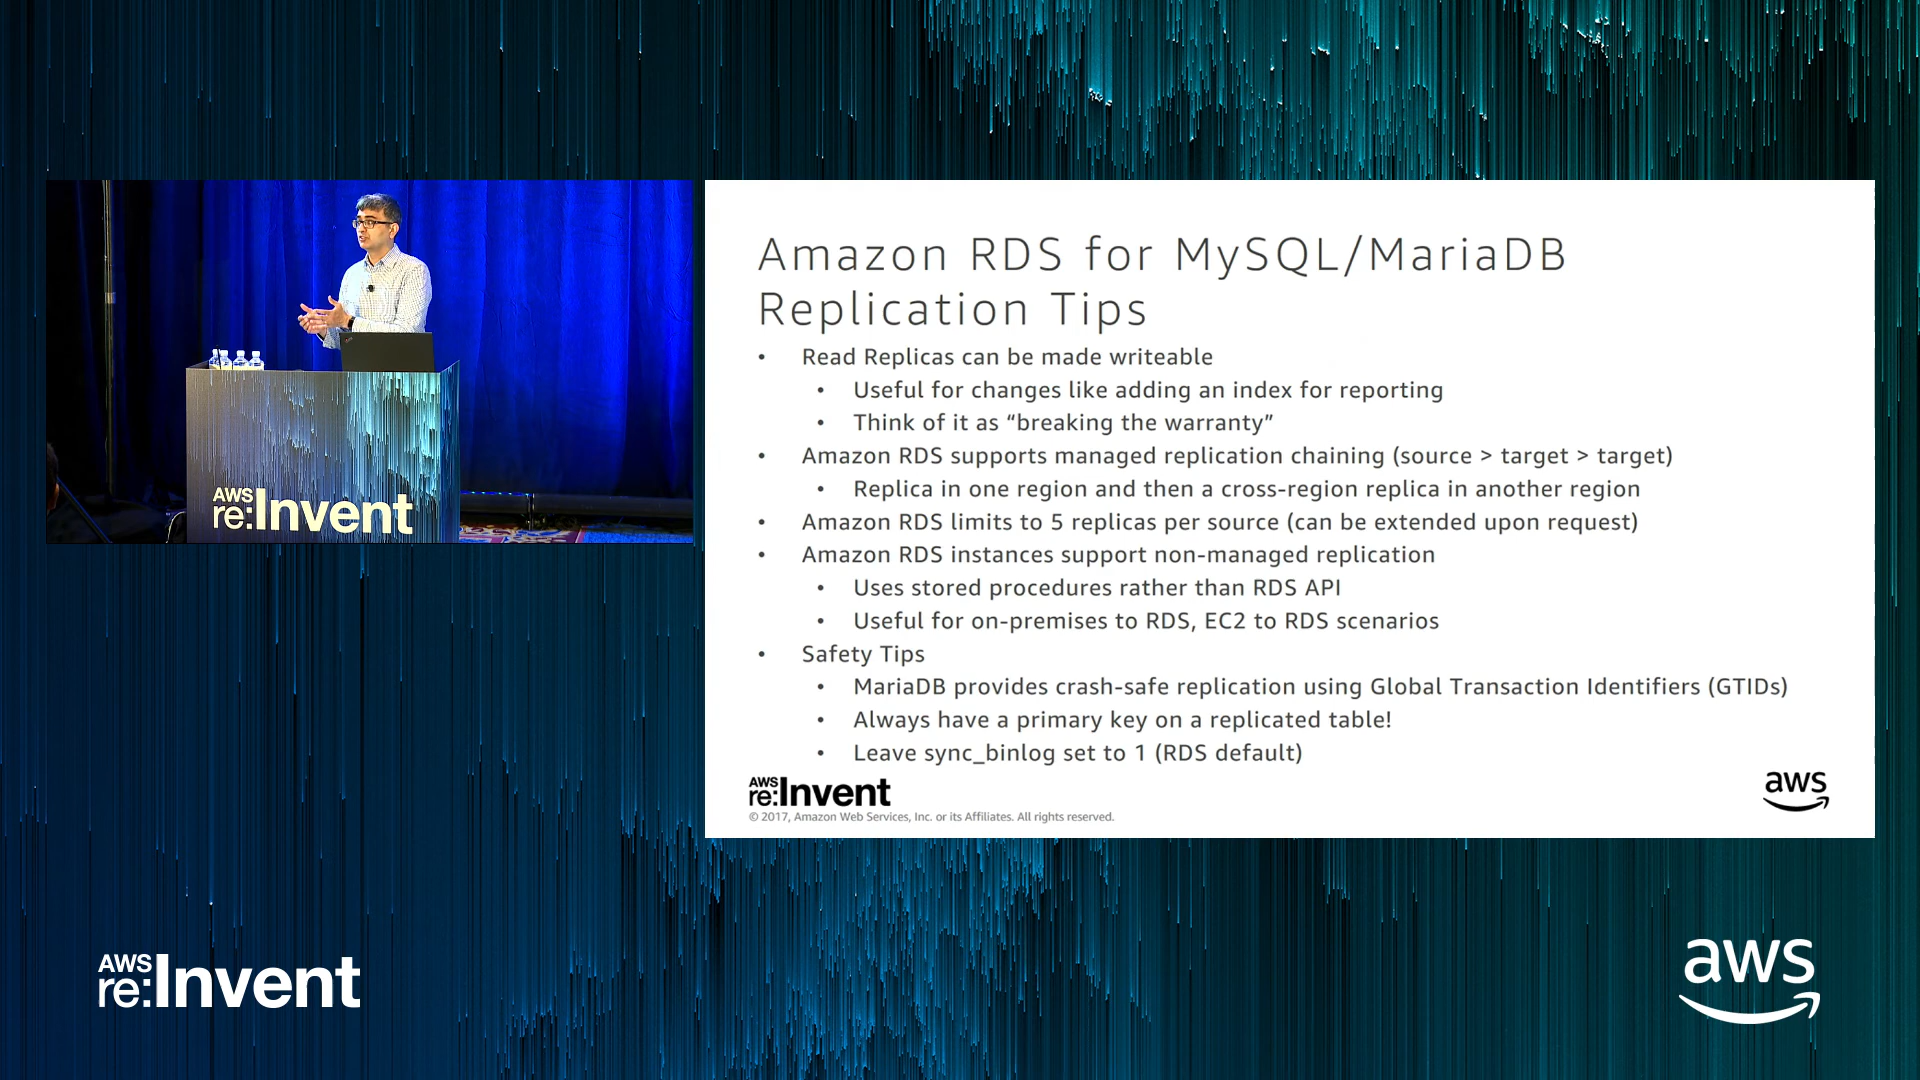 AWS
re:Invent
Amazon RDS for MySQL/MariaDB
Replication Tips
• Read Replicas can be made writeable
• Useful for changes like adding an index for reporting
• Think of it as “breaking the warranty”
• Amazon RDS supports managed replication chaining (source > target > target)
• Replica in one region and then a cross-region replica in another region
• Amazon RDS limits to 5 replicas per source (can be extended upon request)
• Amazon RDS instances support non-managed replication
• Uses stored procedures rather than RDS API
• Useful for on-premises to RDS, EC2 to RDS scenarios
• Safety Tips
• MariaDB provides crash-safe replication using Global Transaction Identifiers (GTIDs)
• Always have a primary key on a replicated table!
• Leave sync_binlog set to 1 (RDS default)
AWS
re:Invent
© 2017, Amazon Web Services, Inc. or its Affiliates. All rights reserved.
aws
AWS
re:Invent
aws